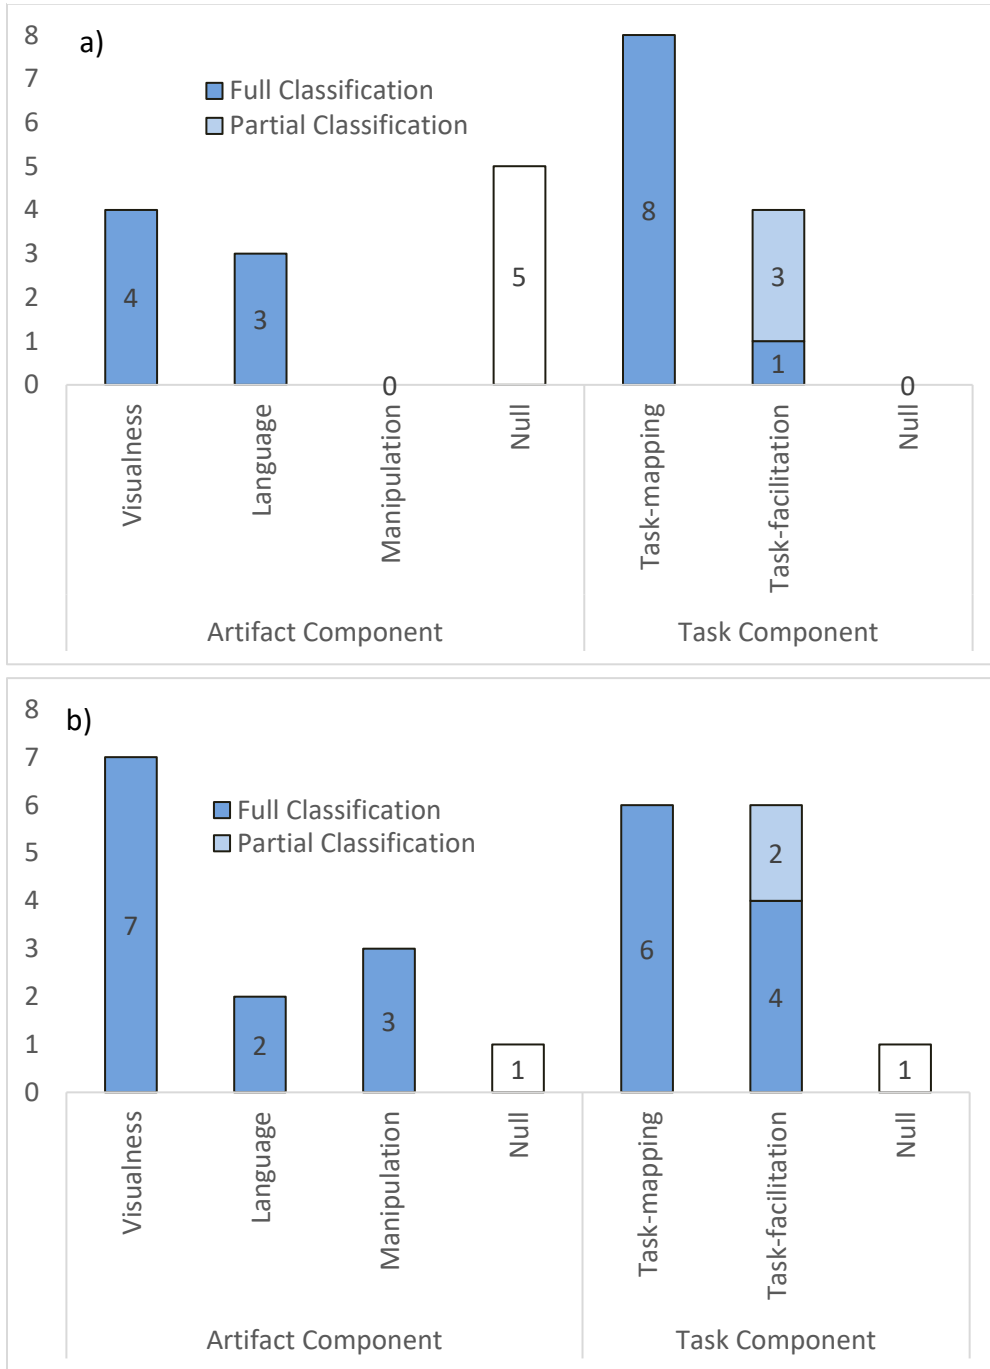 a)
8
7
6
5
4
3
2
1
0
Full Classification
Partial Classification
4
3
0
5
8
3
1
0
Visualness
Language
Manipulation
Null
Task-mapping
Task-facilitation
Null
Artifact Component
Task Component
b)
8
7
6
5
4
3
2
1
0
Full Classification
Partial Classification
7
2
3
1
6
2
4
1
Visualness
Language
Manipulation
Null
Task-mapping
Task-facilitation
Null
Artifact Component
Task Component